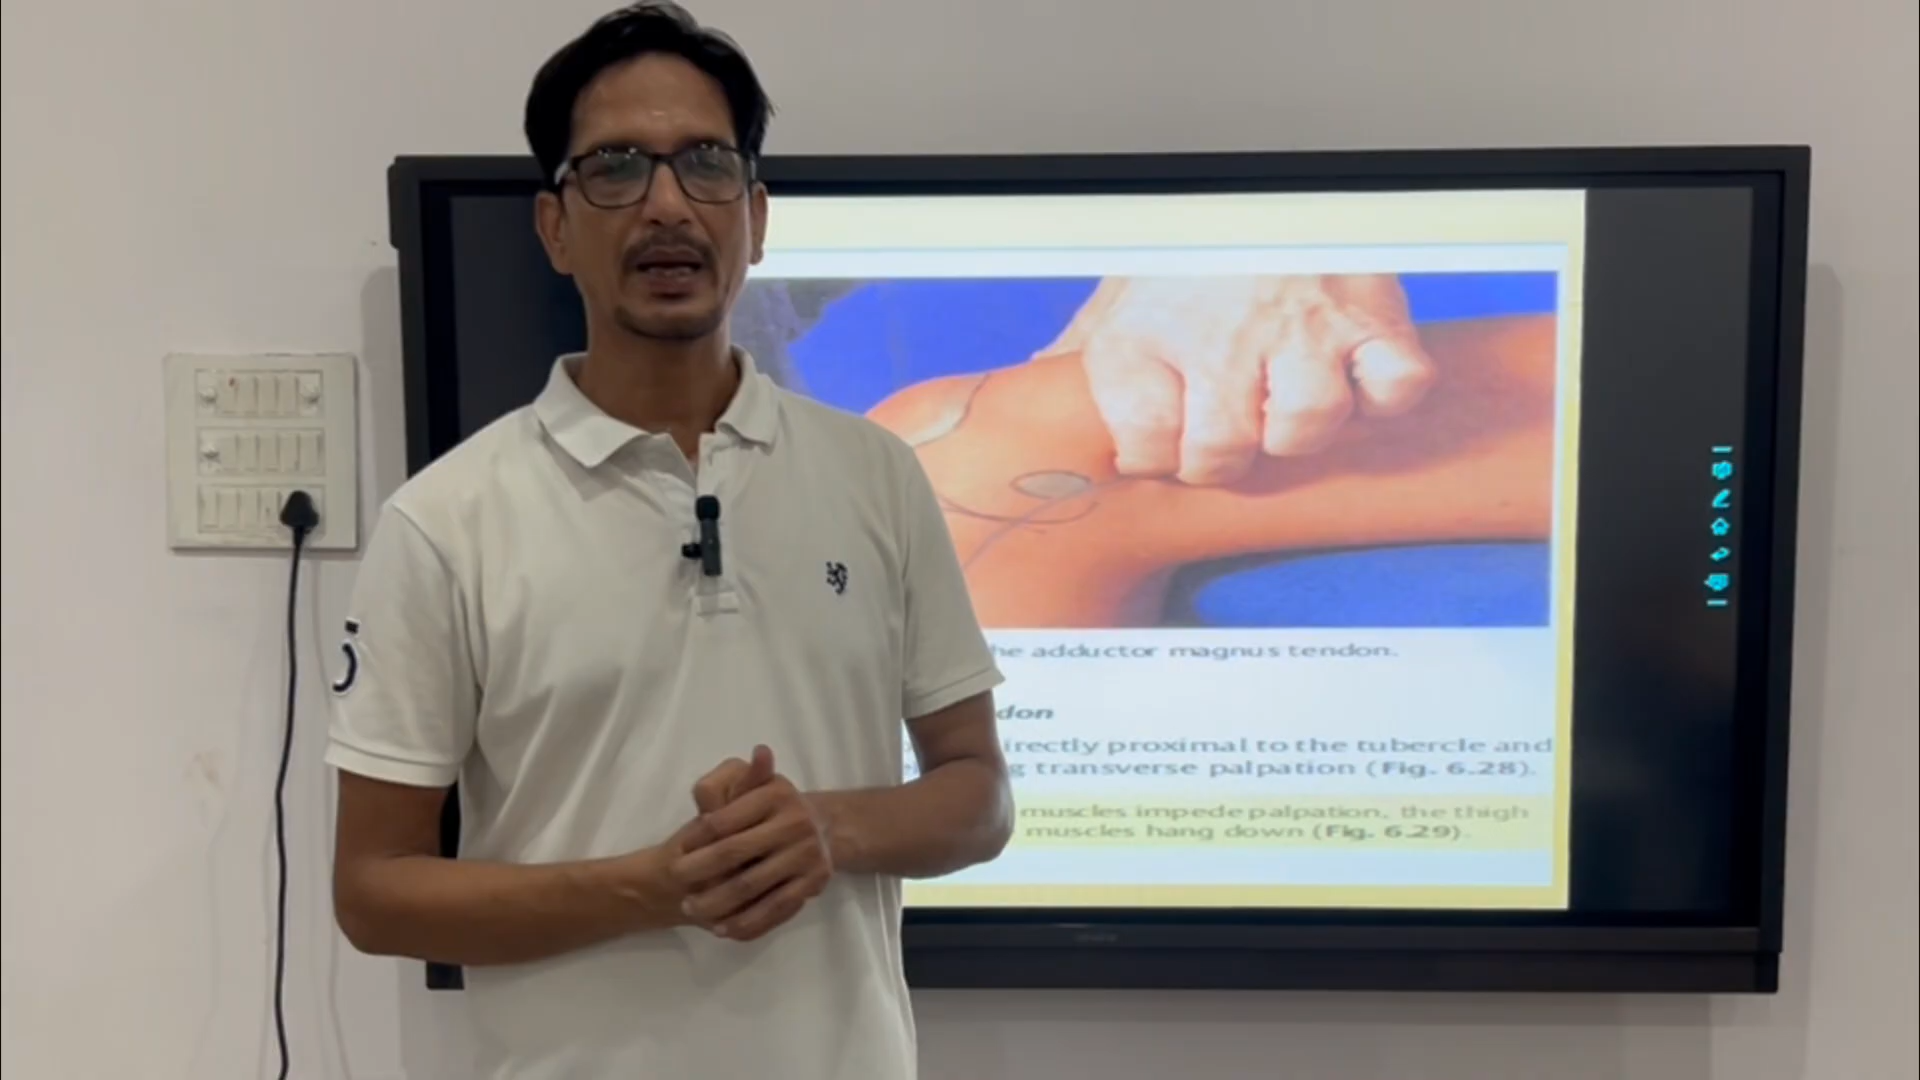 he adductor magnus tendon.
don
irectly proximal to the tubercle and
g transverse palpation (Fig. 6.28).
muscles impede palpation, the thigh
muscles hang down (Fig. 6.29).